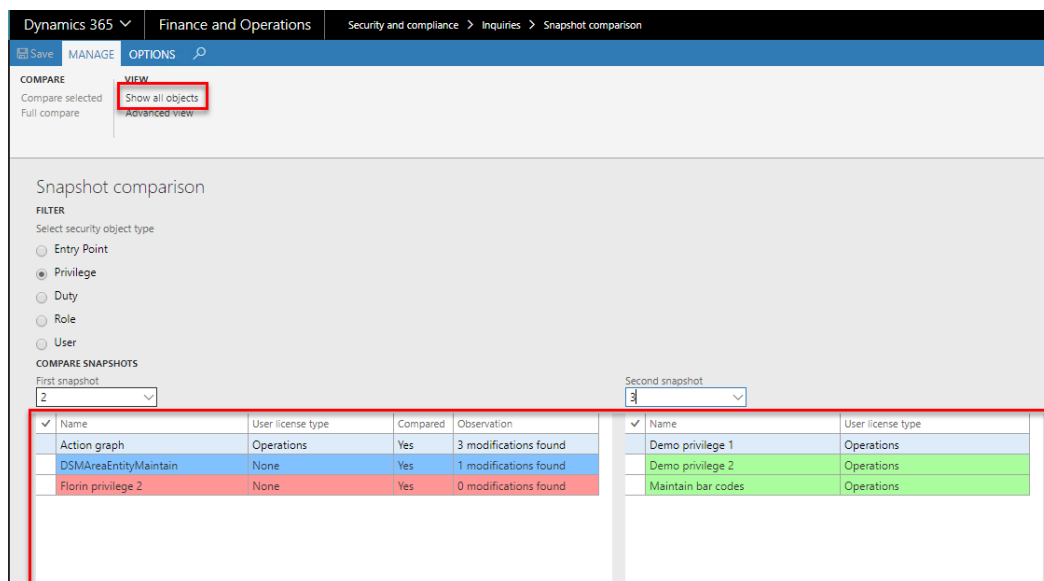 Dynamics 365 Finance and Operations Security and compliance > Inquiries > Snapshot comparison
Save MANAGE OPTIONS
COMPARE VIEW
Compare selected Show all objects
Full compare Advanced view
Snapshot comparison
FILTER
Select security object type
Entry Point
Privilege
Duty
Role
User
COMPARE SNAPSHOTS
First snapshot Second snapshot
2 3
Name User license type Compared Observation Name User license type
Action graph Operations Yes 3 modifications found Demo privilege 1 Operations
DSMAreaEntityMaintain None Yes 1 modifications found Demo privilege 2 Operations
Florin privilege 2 None Yes 0 modifications found Maintain bar codes Operations